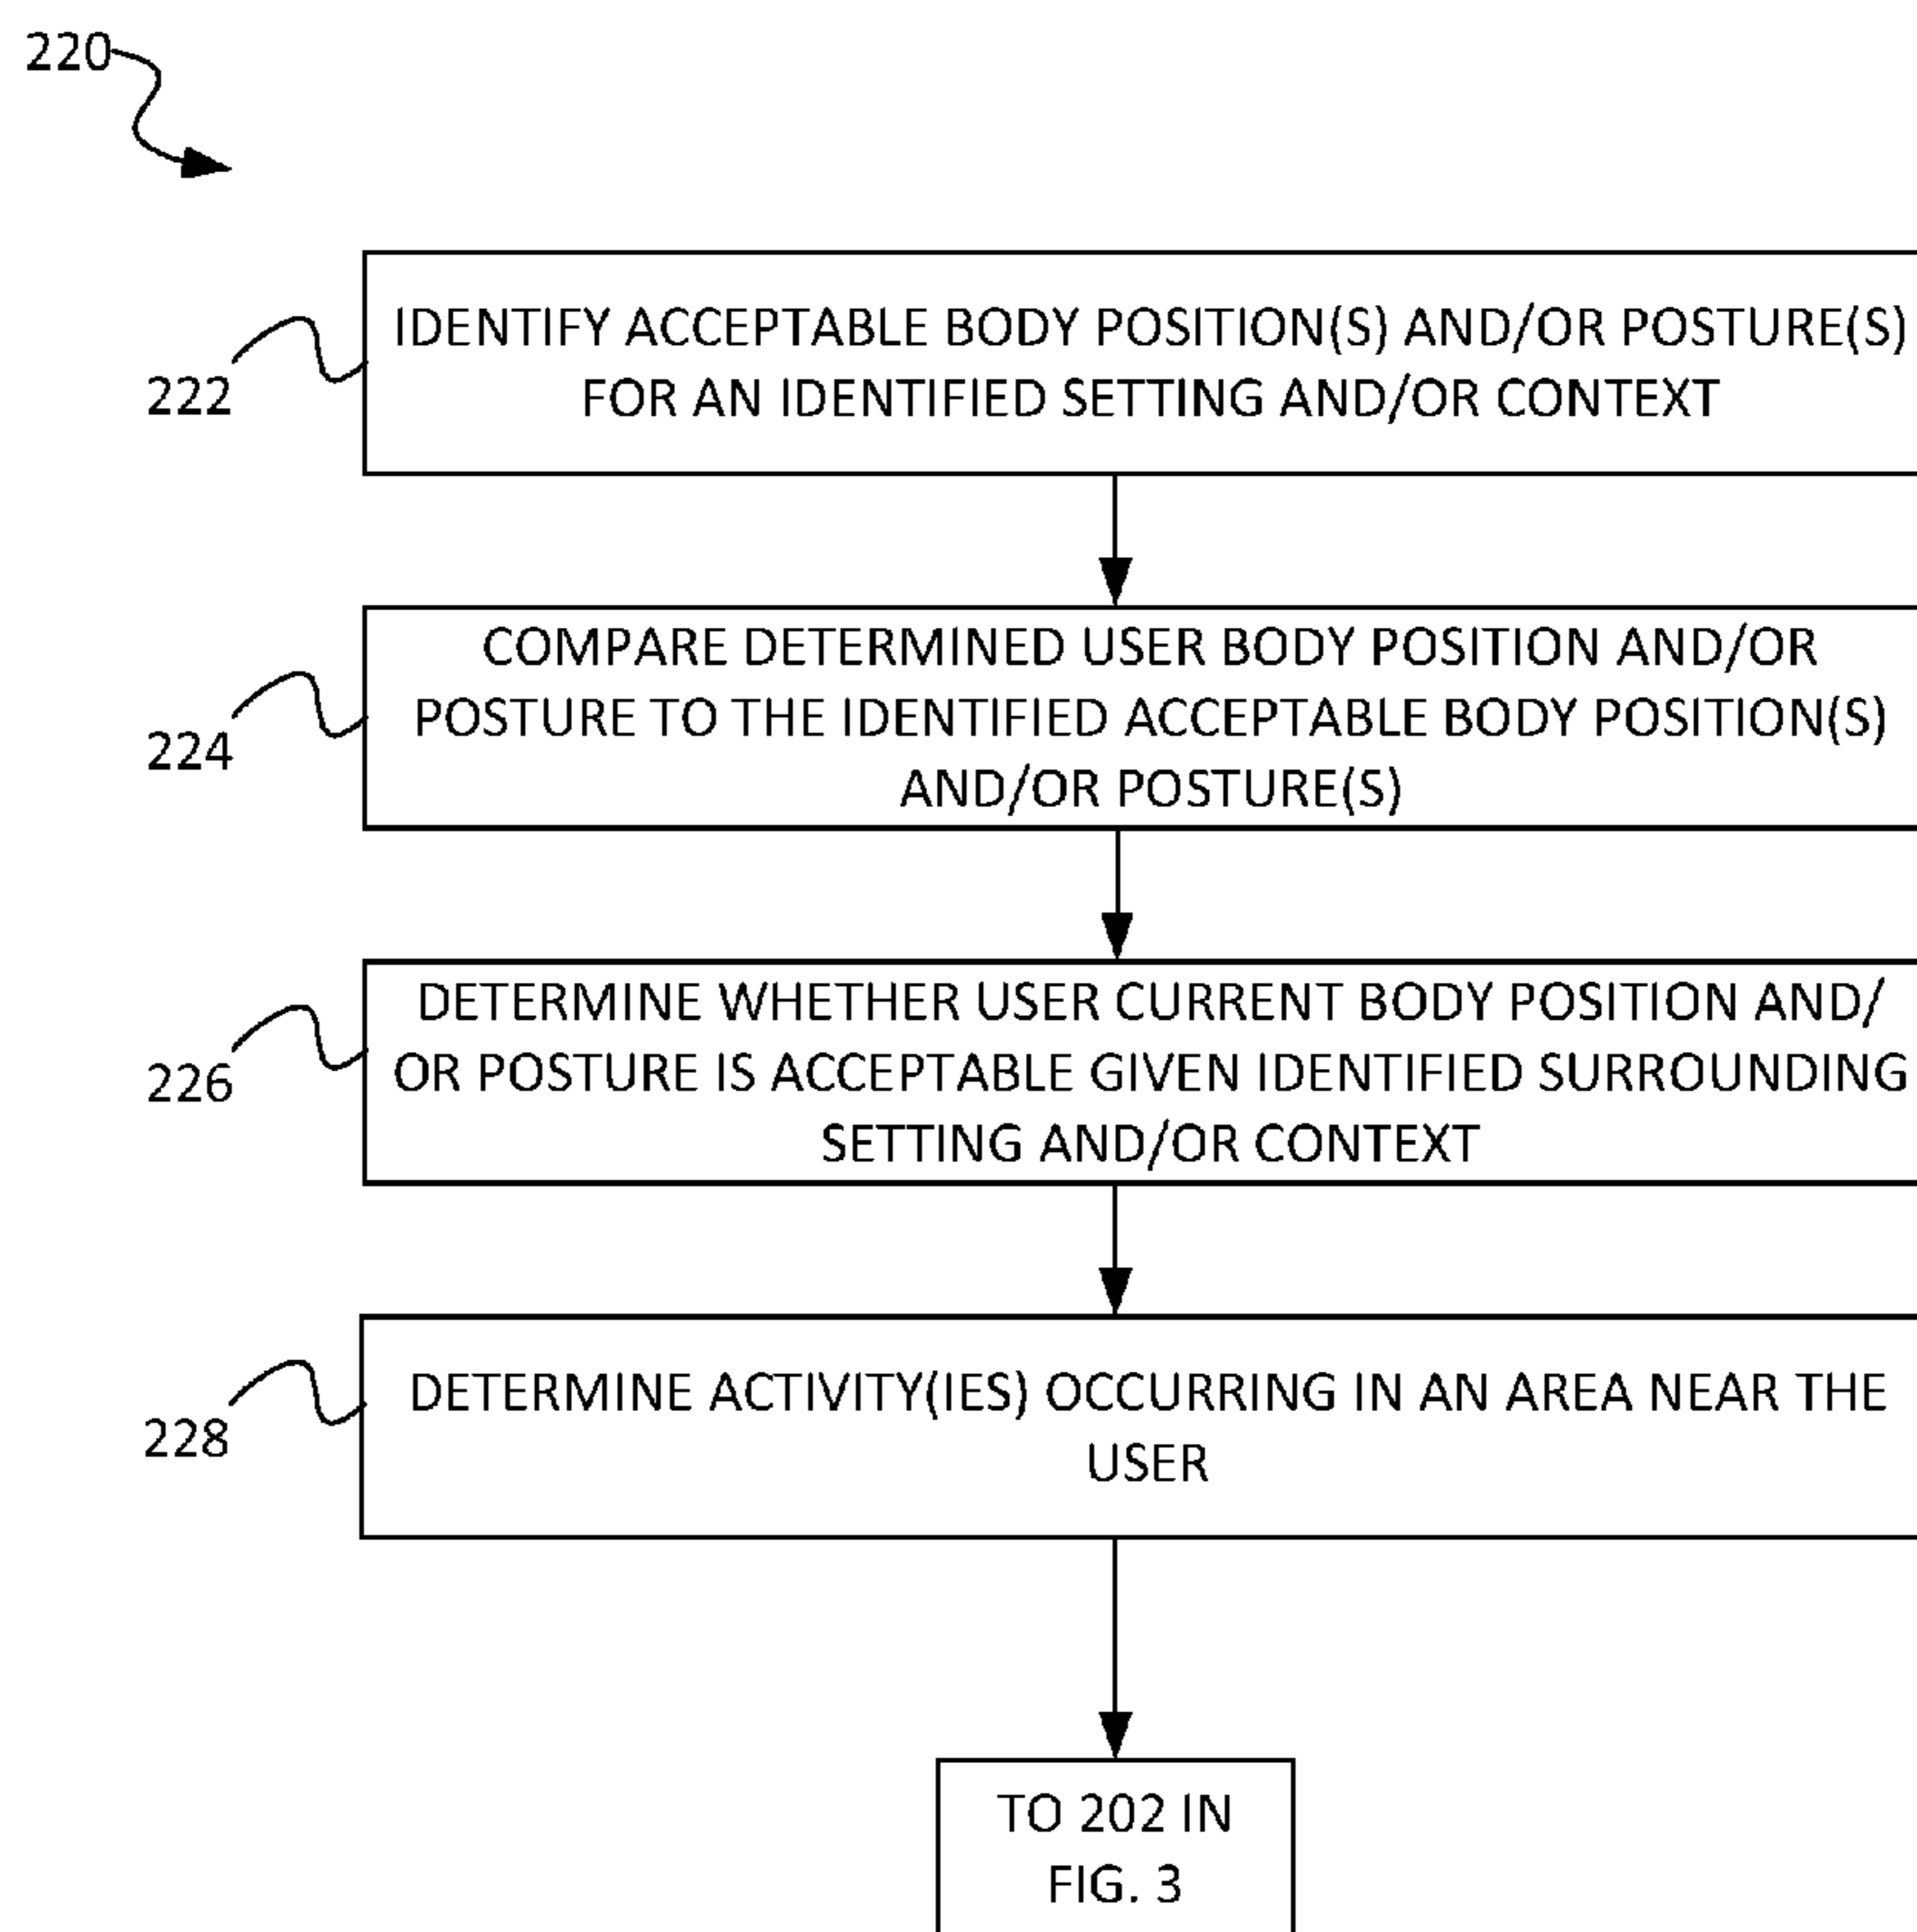 220
222
IDENTIFY ACCEPTABLE BODY POSITION(S) AND/OR POSTURE(S)
FOR AN IDENTIFIED SETTING AND/OR CONTEXT
224
COMPARE DETERMINED USER BODY POSITION AND/OR
POSTURE TO THE IDENTIFIED ACCEPTABLE BODY POSITION(S)
AND/OR POSTURE(S)
226
DETERMINE WHETHER USER CURRENT BODY POSITION AND/
OR POSTURE IS ACCEPTABLE GIVEN IDENTIFIED SURROUNDING
SETTING AND/OR CONTEXT
228
DETERMINE ACTIVITY(IES) OCCURRING IN AN AREA NEAR THE
USER
TO 202 IN
FIG. 3